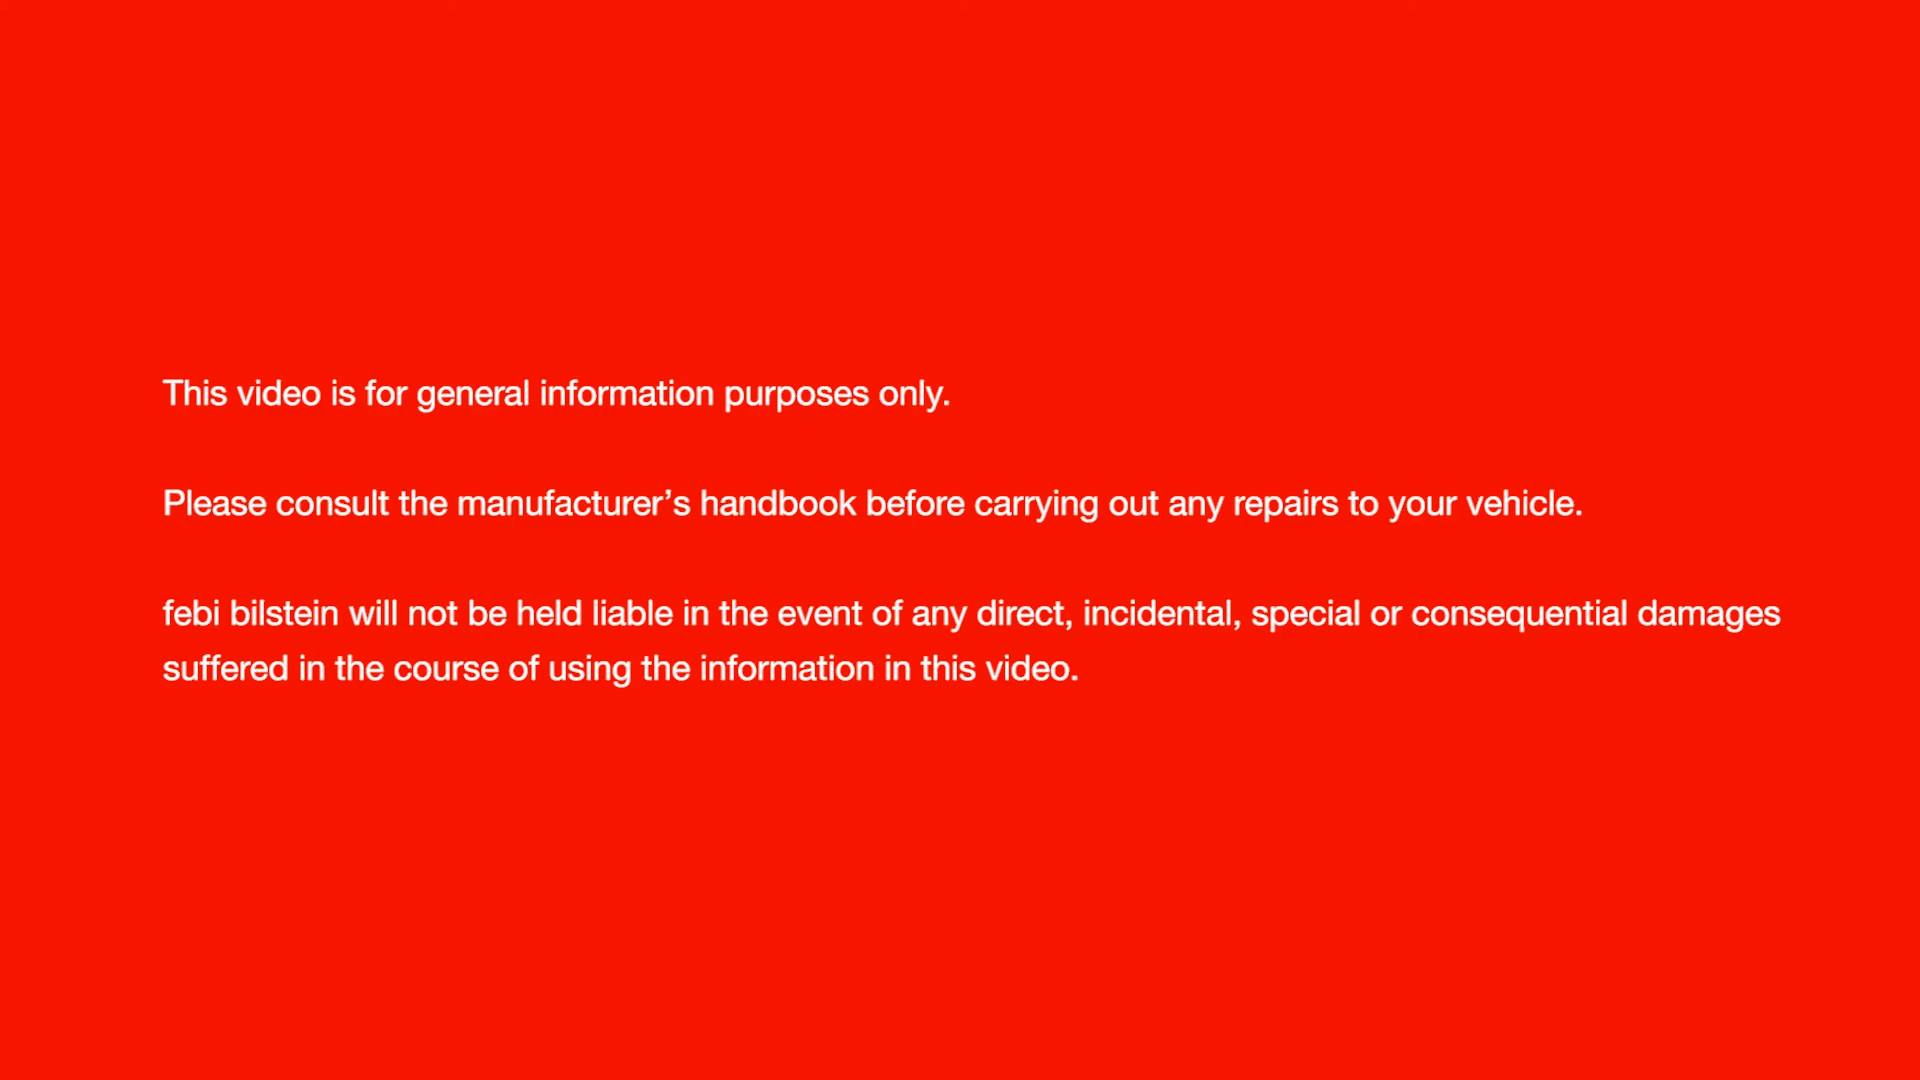 This video is for general information purposes only.
Please consult the manufacturer’s handbook before carrying out any repairs to your vehicle.
febi bilstein will not be held liable in the event of any direct, incidental, special or consequential damages
suffered in the course of using the information in this video.